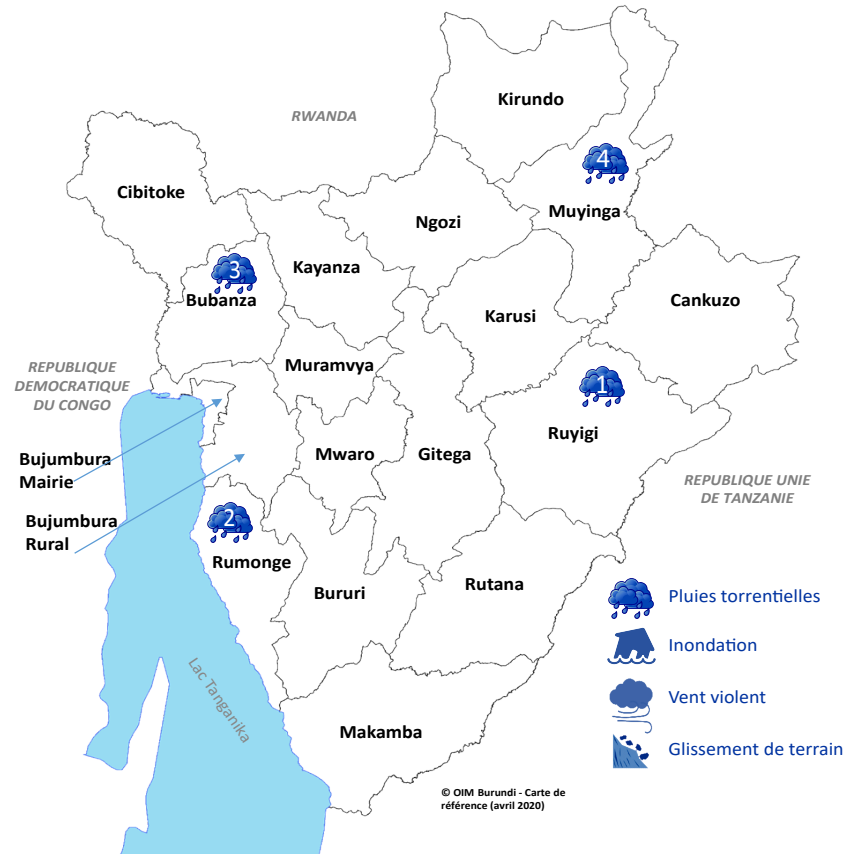 Kirundo
RWANDA
4
Cibitoke
Muyinga
Ngozi
3
Kayanza
Bubanza
Cankuzo
Karusi
REPUBLIQUE
DEMOCRATIQUE
DU CONGO
Muramvya
1
Ruyigi
Bujumbura
Mairie
Mwaro
Gitega
REPUBLIQUE UNIE
DE TANZANIE
Bujumbura
Rural
2
Rumonge
Bururi
Rutana
Pluies torrentielles
Inondation
Vent violent
Glissement de terrain
Lac Tanganika
Makamba
© OIM Burundi - Carte de
référence (avril 2020)